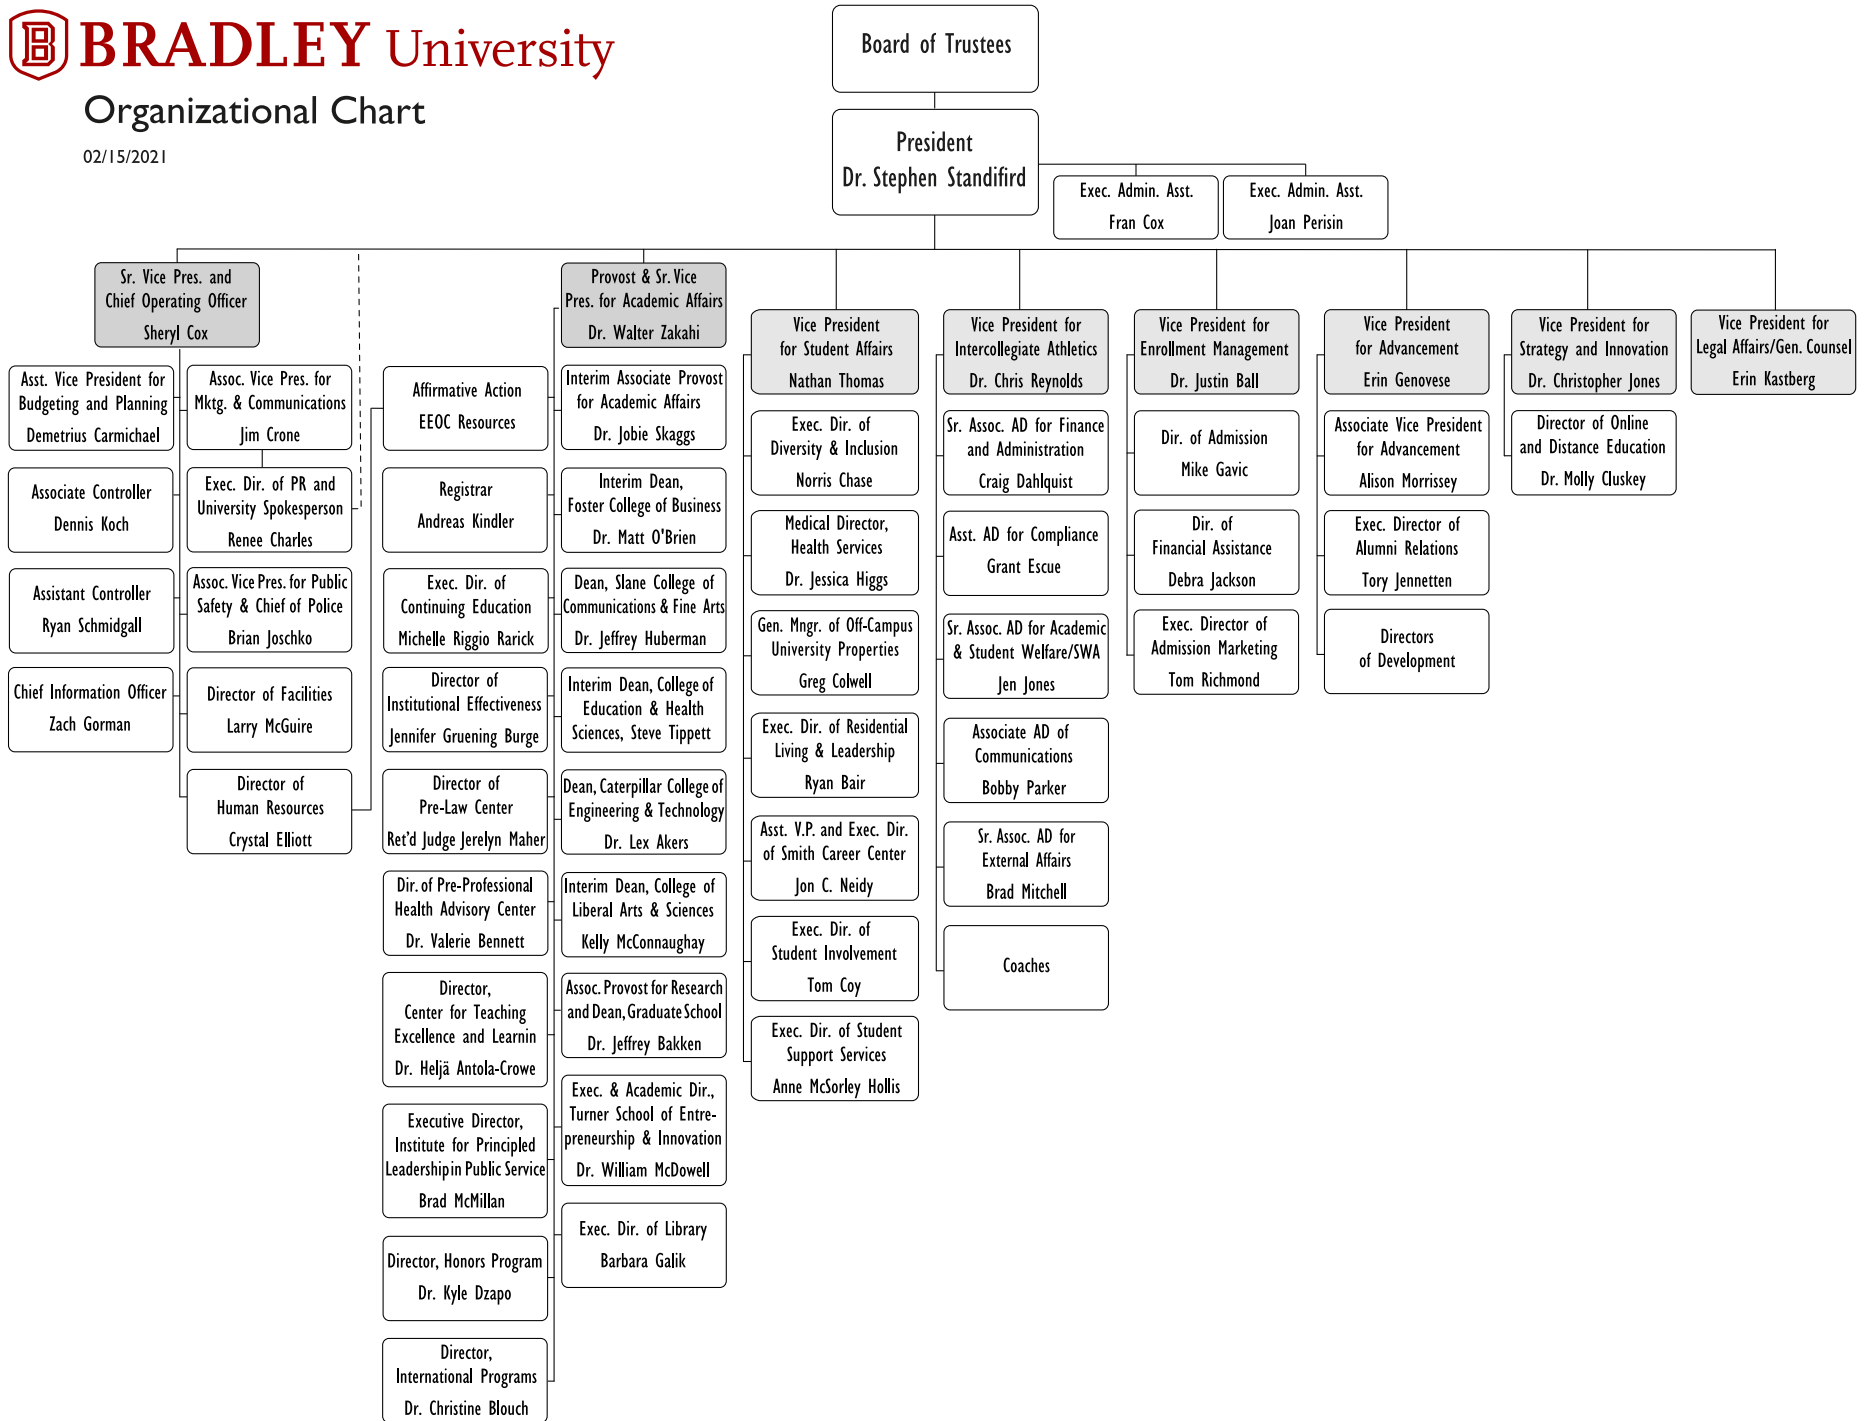 BRADLEY University
Organizational Chart
02/15/2021
Board of Trustees
President
Dr. Stephen Standifird
Exec. Admin. Asst.
Fran Cox
Exec. Admin. Asst.
Joan Perisin
Sr. Vice Pres. and
Chief Operating Officer
Sheryl Cox
Asst. Vice President for
Budgeting and Planning
Demetrius Carmichael
Associate Controller
Dennis Koch
Assistant Controller
Ryan Schmidgall
Chief Information Officer
Zach Gorman
Assoc. Vice Pres. for
Mktg. & Communications
Jim Crone
Exec. Dir. of PR and
University Spokesperson
Renee Charles
Assoc. Vice Pres. for Public
Safety & Chief of Police
Brian Joschko
Director of Facilities
Larry McGuire
Director of
Human Resources
Crystal Elliott
Affirmative Action
EEOC Resources
Provost & Sr. Vice
Pres. for Academic Affairs
Dr. Walter Zakahi
Registrar
Andreas Kindler
Exec. Dir. of
Continuing Education
Michelle Riggio Rarick
Director of
Institutional Effectiveness
Jennifer Gruening Burge
Director of
Pre-Law Center
Ret'd Judge Jerelyn Maher
Dir. of Pre-Professional
Health Advisory Center
Dr. Valerie Bennett
Director,
Center for Teaching
Excellence and Learnin
Dr. Heljä Antola-Crowe
Executive Director,
Institute for Principled
Leadership in Public Service
Brad McMillan
Director, Honors Program
Dr. Kyle Dzapo
Director,
International Programs
Dr. Christine Blouch
Interim Associate Provost
for Academic Affairs
Dr. Jobie Skaggs
Interim Dean,
Foster College of Business
Dr. Matt O'Brien
Dean, Slane College of
Communications & Fine Arts
Dr. Jeffrey Huberman
Interim Dean, College of
Education & Health
Sciences, Steve Tippett
Dean, Caterpillar College of
Engineering & Technology
Dr. Lex Akers
Interim Dean, College of
Liberal Arts & Sciences
Kelly McConnaughay
Assoc. Provost for Research
and Dean, Graduate School
Dr. Jeffrey Bakken
Exec. & Academic Dir.,
Turner School of Entre-
preneurship & Innovation
Dr. William McDowell
Exec. Dir. of Library
Barbara Galik
Vice President
for Student Affairs
Nathan Thomas
Exec. Dir. of
Diversity & Inclusion
Norris Chase
Medical Director,
Health Services
Dr. Jessica Higgs
Gen. Mngr. of Off-Campus
University Properties
Greg Colwell
Exec. Dir. of Residential
Living & Leadership
Ryan Bair
Asst. V.P. and Exec. Dir.
of Smith Career Center
Jon C. Neidy
Exec. Dir. of
Student Involvement
Tom Coy
Exec. Dir. of Student
Support Services
Anne McSorley Hollis
Vice President for
Intercollegiate Athletics
Dr. Chris Reynolds
Sr. Assoc. AD for Finance
and Administration
Craig Dahlquist
Asst. AD for Compliance
Grant Escue
Sr. Assoc. AD for Academic
& Student Welfare/SWA
Jen Jones
Associate AD of
Communications
Bobby Parker
Sr. Assoc. AD for
External Affairs
Brad Mitchell
Coaches
Vice President for
Enrollment Management
Dr. Justin Ball
Dir. of Admission
Mike Gavic
Dir. of
Financial Assistance
Debra Jackson
Exec. Director of
Admission Marketing
Tom Richmond
Vice President
for Advancement
Erin Genovese
Associate Vice President
for Advancement
Alison Morrissey
Exec. Director of
Alumni Relations
Tory Jennetten
Directors
of Development
Vice President for
Strategy and Innovation
Dr. Christopher Jones
Director of Online
and Distance Education
Dr. Molly Cluskey
Vice President for
Legal Affairs/Gen. Counsel
Erin Kastberg